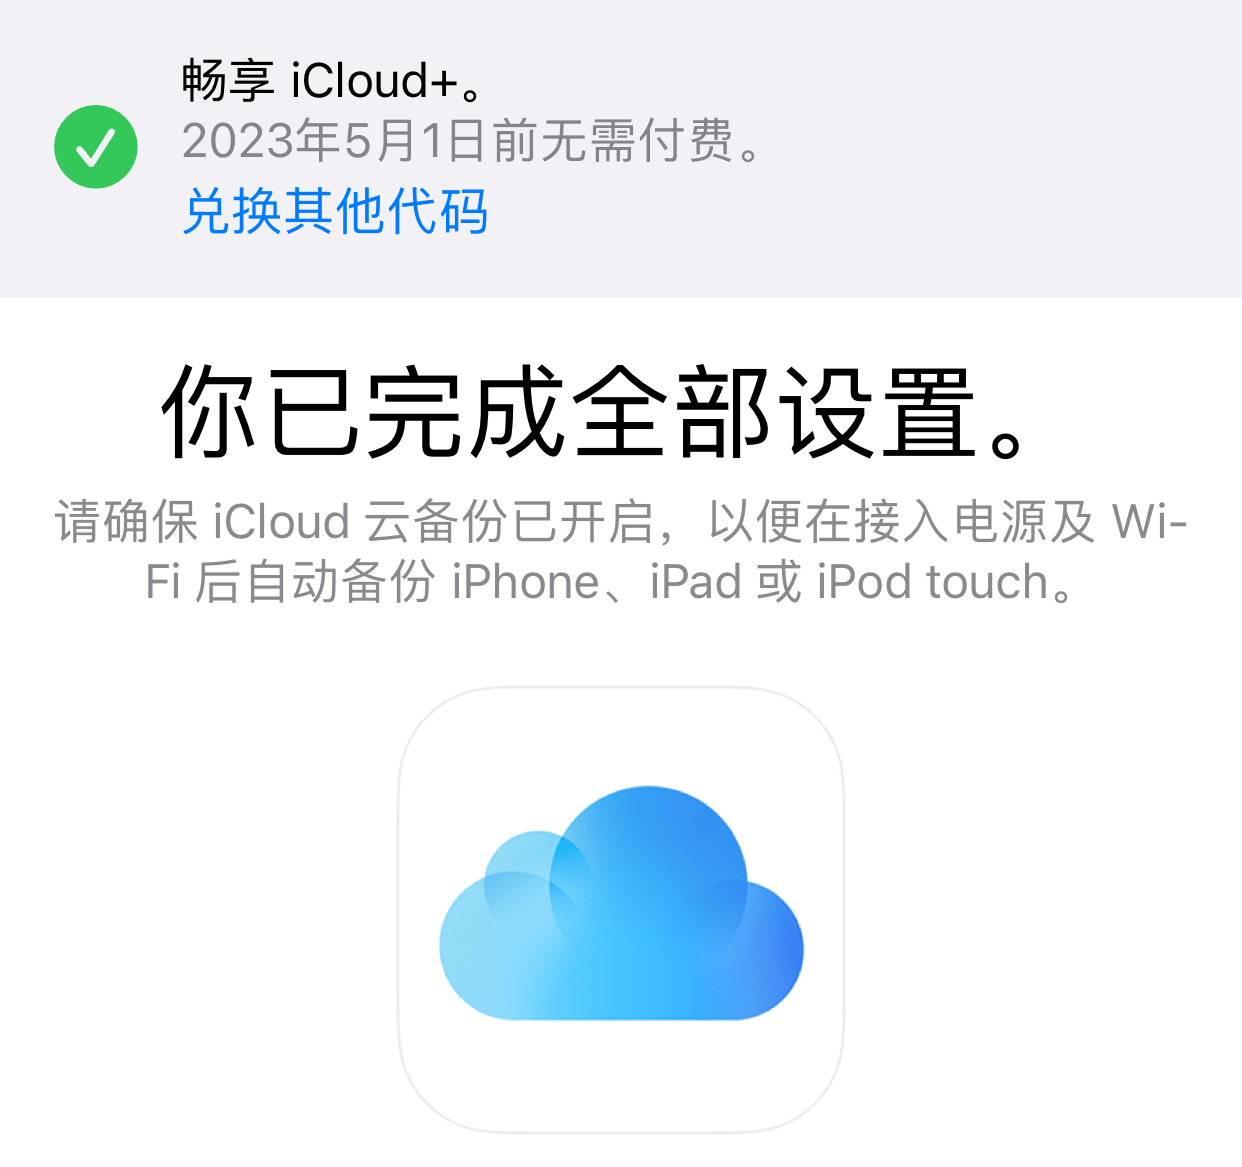 畅享 iCloud+。
2023年5月1日前无需付费。
兑换其他代码
你已完成全部设置。
请确保 iCloud 云备份已开启，以便在接入电源及 Wi-
Fi 后自动备份 iPhone、iPad 或 iPod touch。